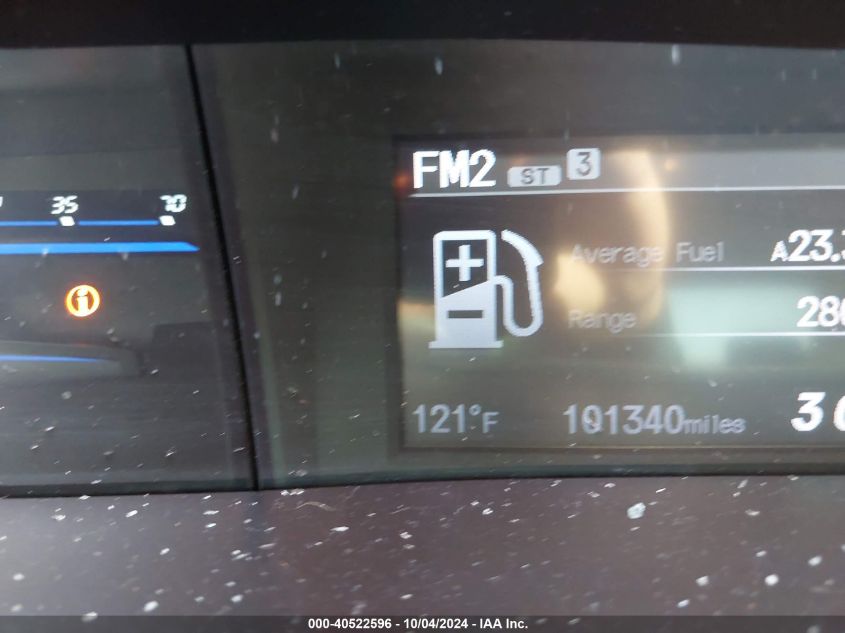 35 70
FM2 ST 3
Average Fuel A23.3
Range
121°F 101340miles
000-40522596 - 10/04/2024 - IAA Inc.